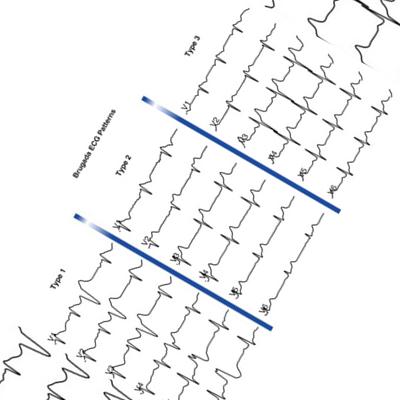 Brugada ECG Patterns
Type 1
V1
V2
V3
V4
Type 2
V1
V2
V3
V4
V5
V6
Type 3
V1
V2
V3
V4
V5
V6